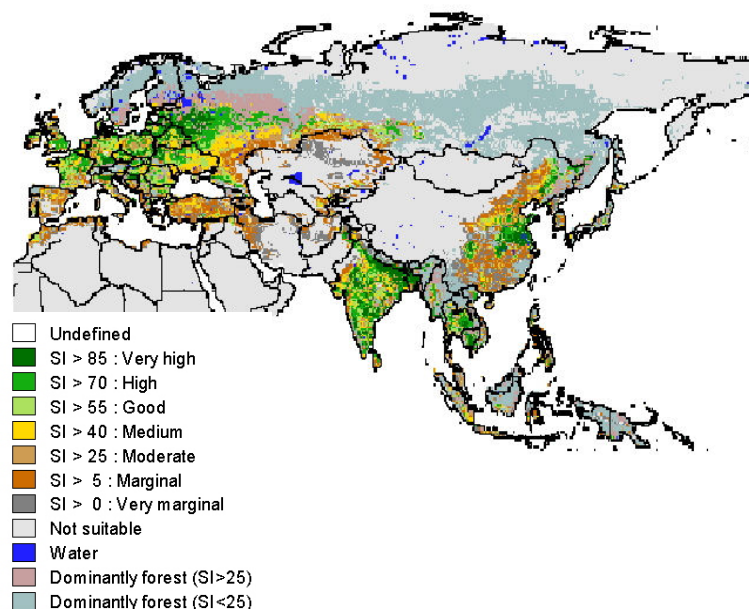 Undefined
SI > 85 : Very high
SI > 70 : High
SI > 55 : Good
SI > 40 : Medium
SI > 25 : Moderate
SI > 5 : Marginal
SI > 0 : Very marginal
Not suitable
Water
Dominantly forest (SI>25)
Dominantly forest (SI<25)